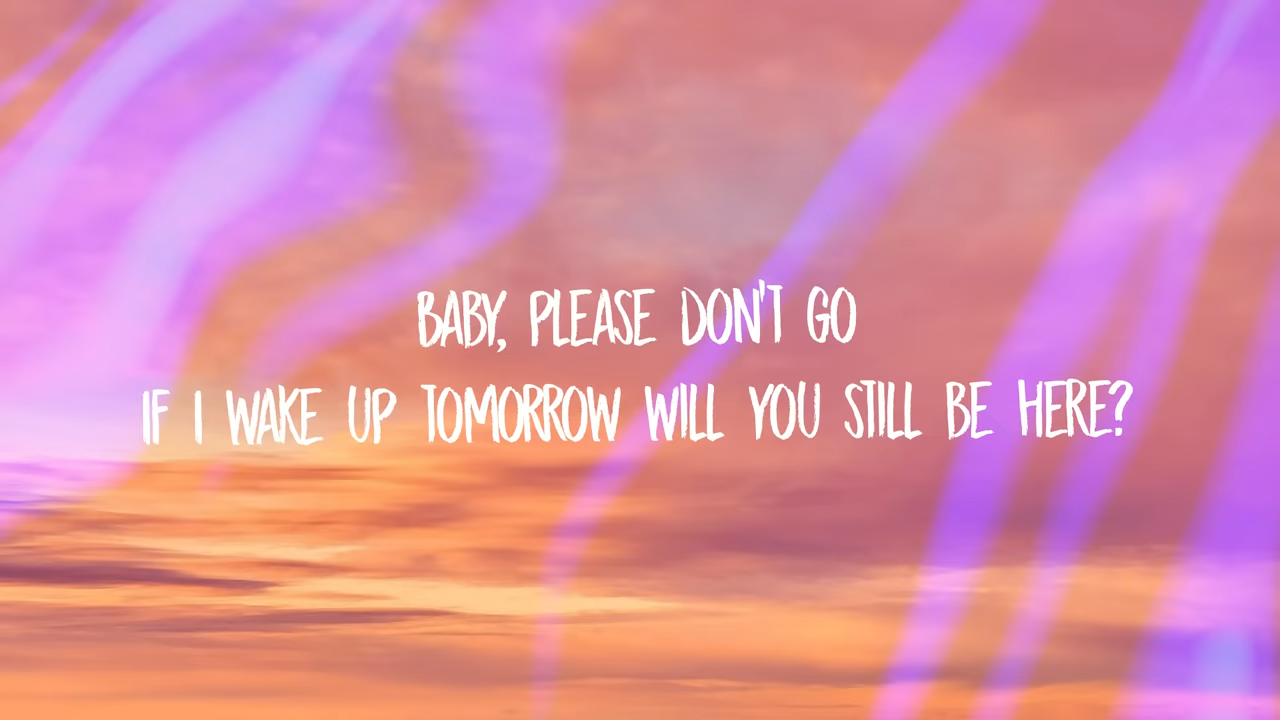 BABY, PLEASE DON'T GO
IF I WAKE UP TOMORROW WILL YOU STILL BE HERE?